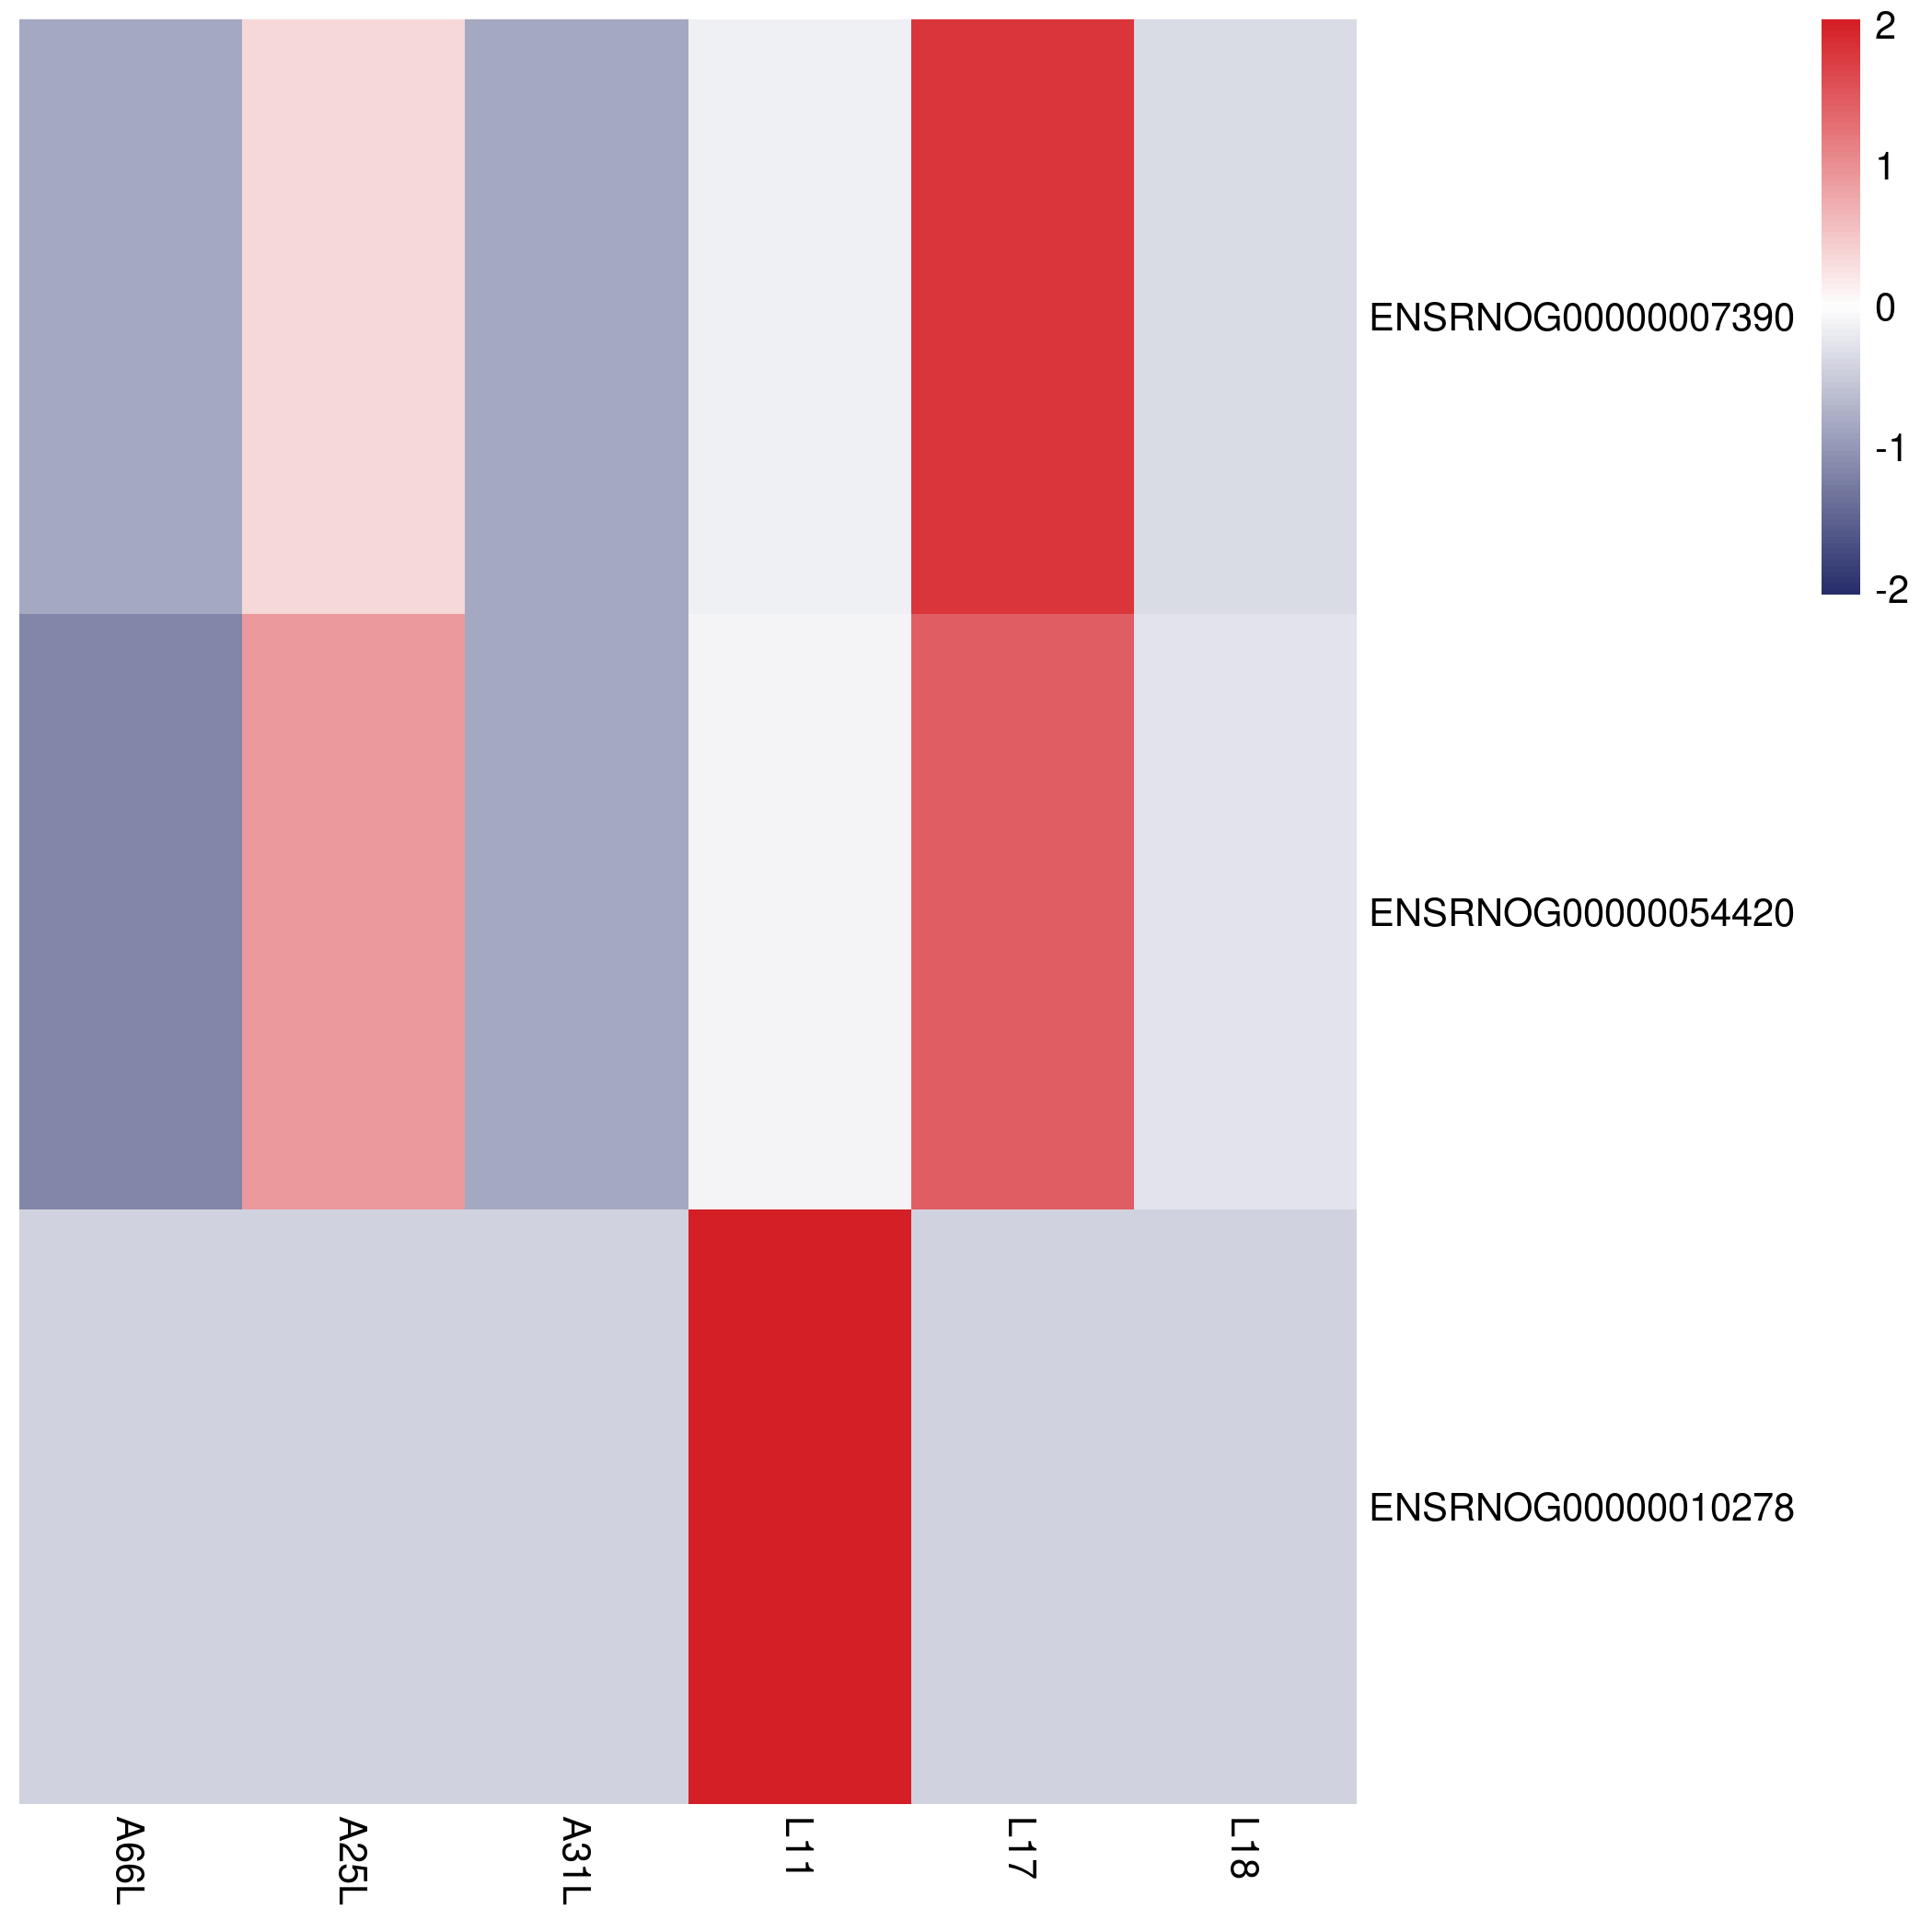 2
1
0
-1
-2
ENSRNOG00000007390
ENSRNOG00000054420
ENSRNOG00000010278
A66L
A25L
A31L
L11
L17
L18